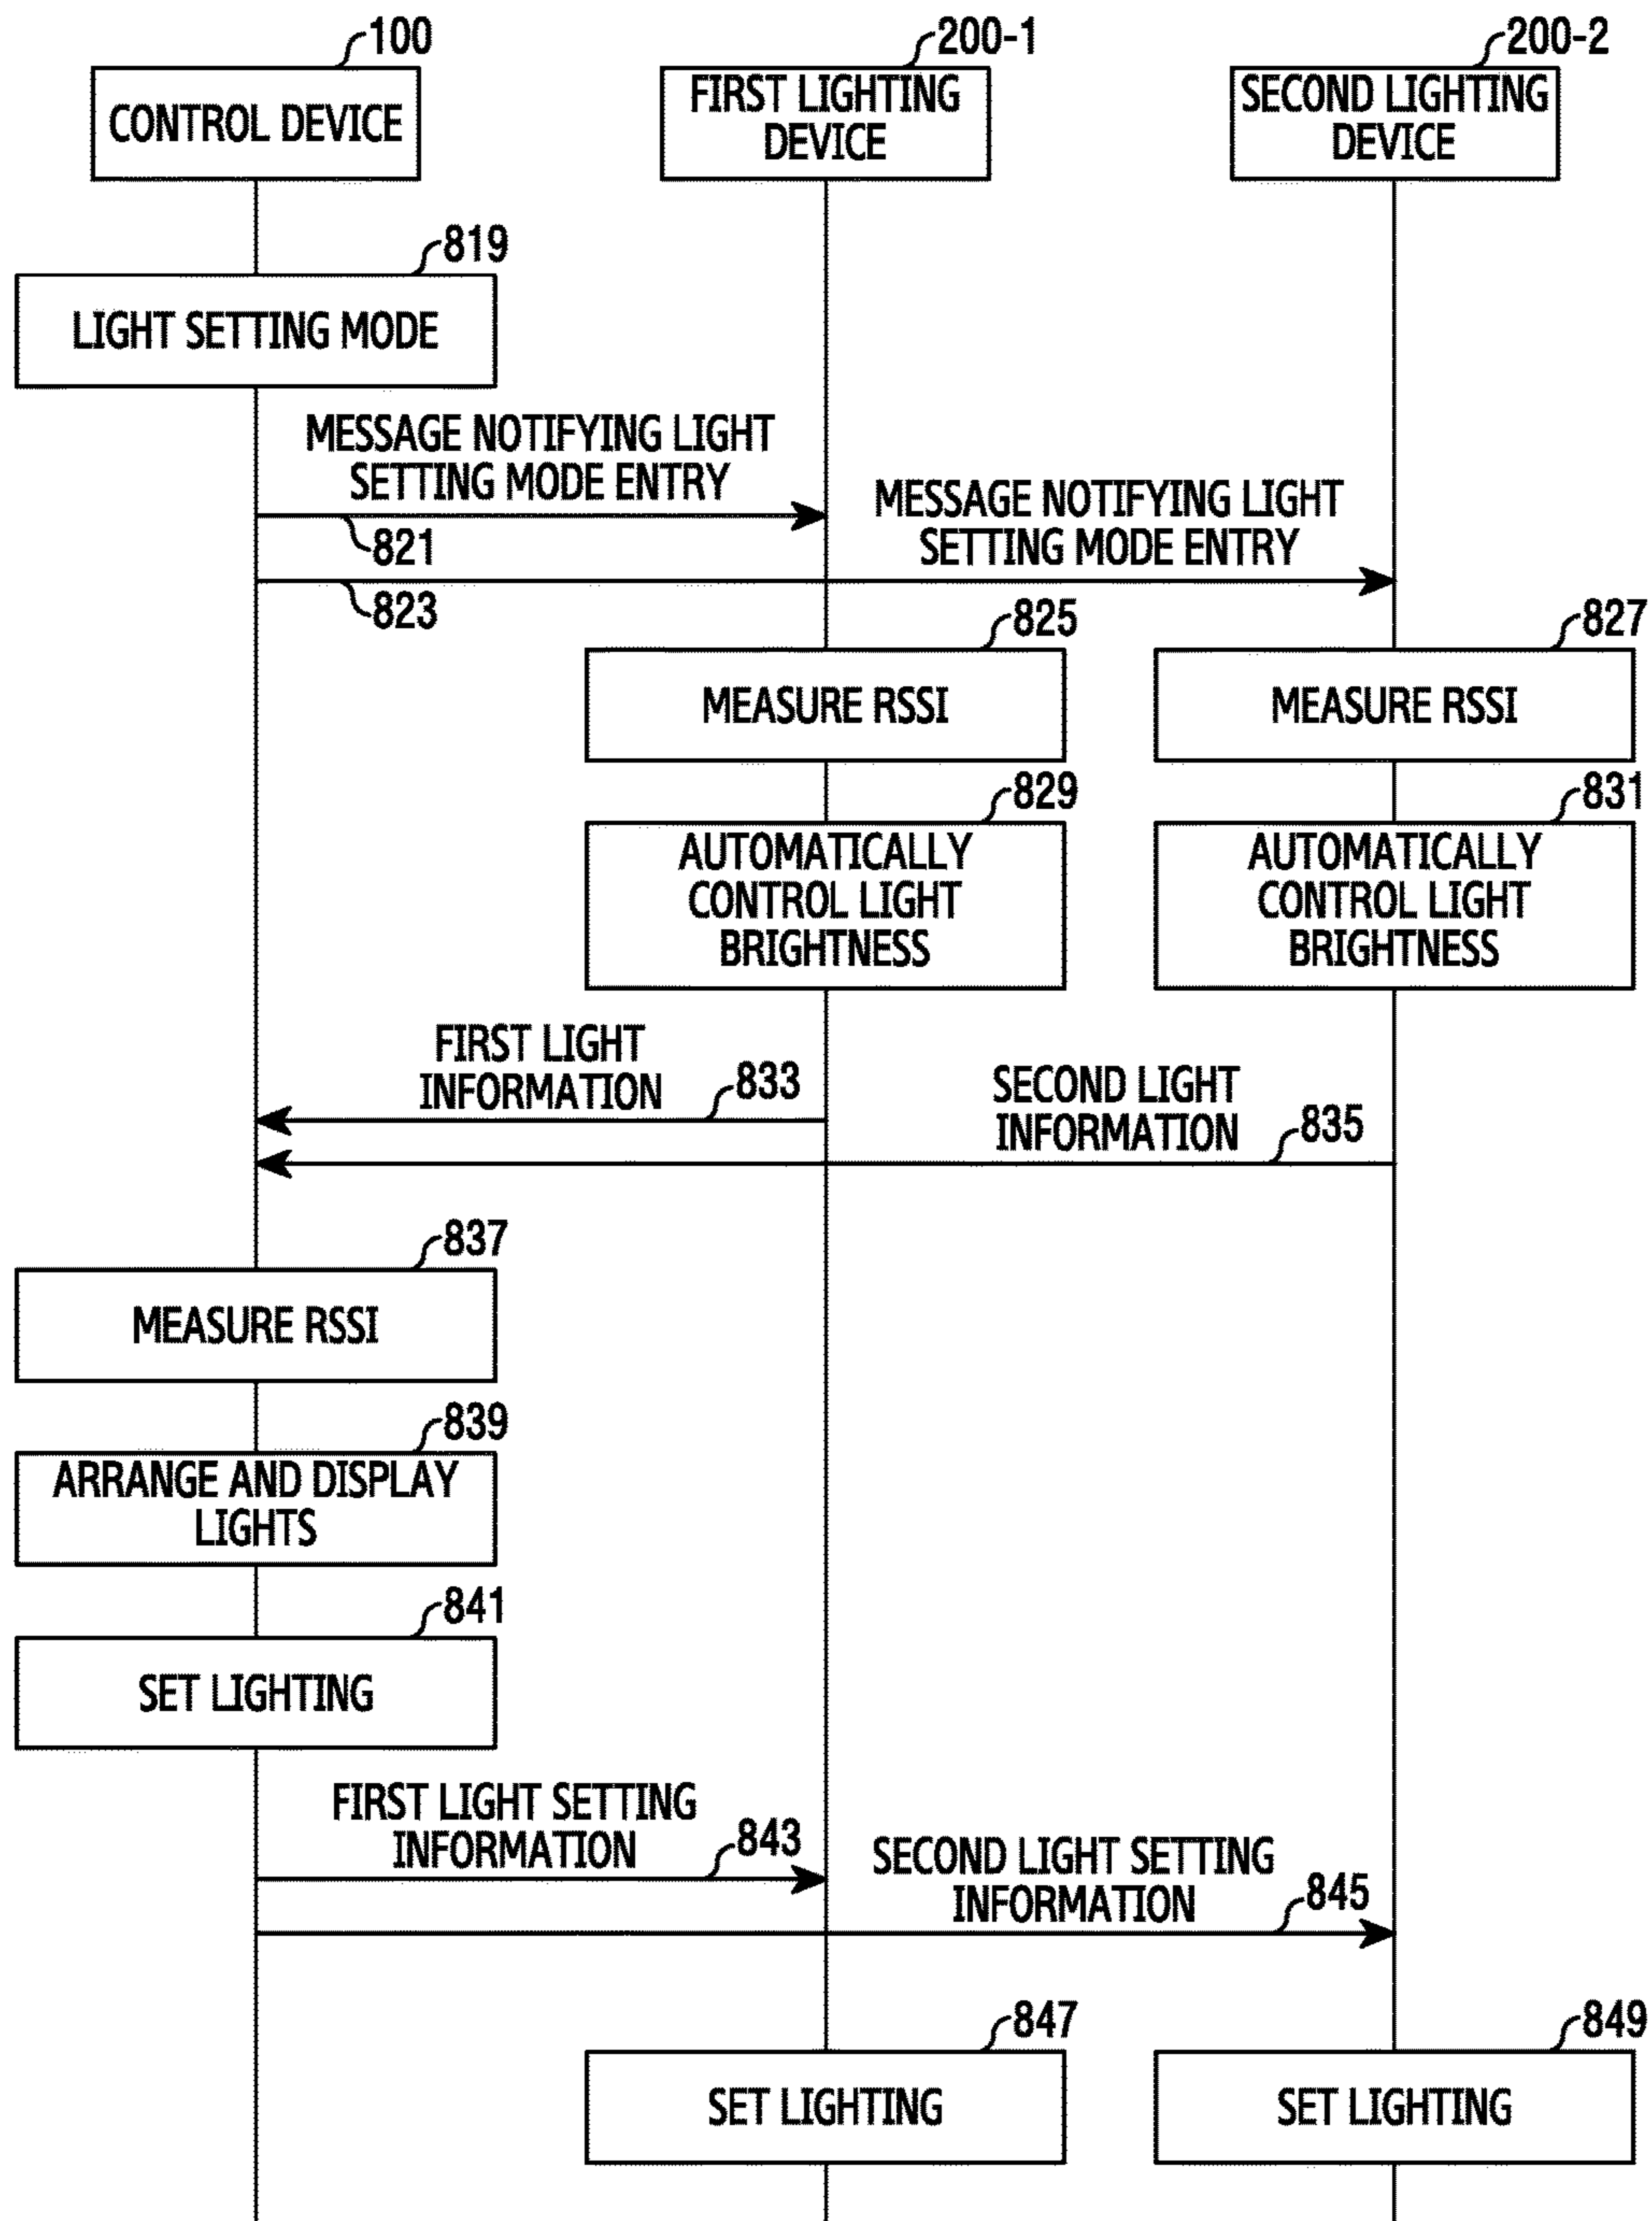 100
200-1
200-2
CONTROL DEVICE
FIRST LIGHTING
DEVICE
SECOND LIGHTING
DEVICE
819
LIGHT SETTING MODE
MESSAGE NOTIFYING LIGHT
SETTING MODE ENTRY
821
MESSAGE NOTIFYING LIGHT
SETTING MODE ENTRY
823
825
MEASURE RSSI
827
MEASURE RSSI
829
AUTOMATICALLY
CONTROL LIGHT
BRIGHTNESS
831
AUTOMATICALLY
CONTROL LIGHT
BRIGHTNESS
FIRST LIGHT
INFORMATION
833
SECOND LIGHT
INFORMATION
835
837
MEASURE RSSI
839
ARRANGE AND DISPLAY
LIGHTS
841
SET LIGHTING
FIRST LIGHT SETTING
INFORMATION
843
SECOND LIGHT SETTING
INFORMATION
845
847
SET LIGHTING
849
SET LIGHTING